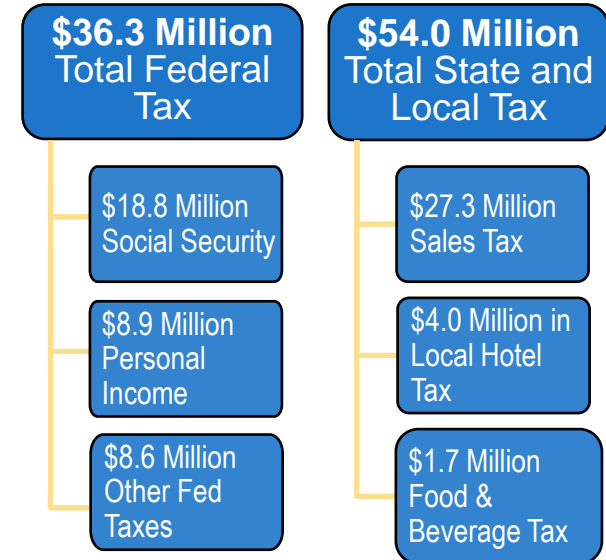 $36.3 Million
Total Federal
Tax
$18.8 Million
Social Security
$8.9 Million
Personal
Income
$8.6 Million
Other Fed
Taxes
$54.0 Million
Total State and
Local Tax
$27.3 Million
Sales Tax
$4.0 Million in
Local Hotel
Tax
$1.7 Million
Food &
Beverage Tax